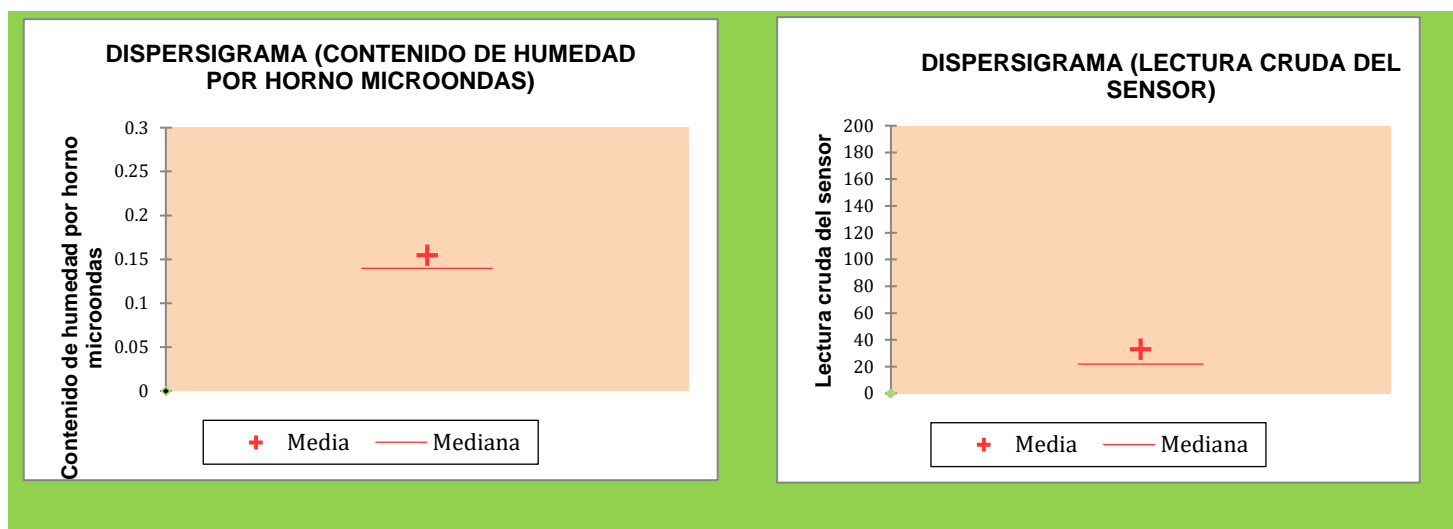 DISPERSIGRAMA (CONTENIDO DE HUMEDAD
POR HORNO MICROONDAS)
Contenido de humedad por horno
microondas
0.3
0.25
0.2
0.15
0.1
0.05
0
Media
Mediana
DISPERSIGRAMA (LECTURA CRUDA DEL
SENSOR)
Lectura cruda del sensor
200
180
160
140
120
100
80
60
40
20
0
Media
Mediana